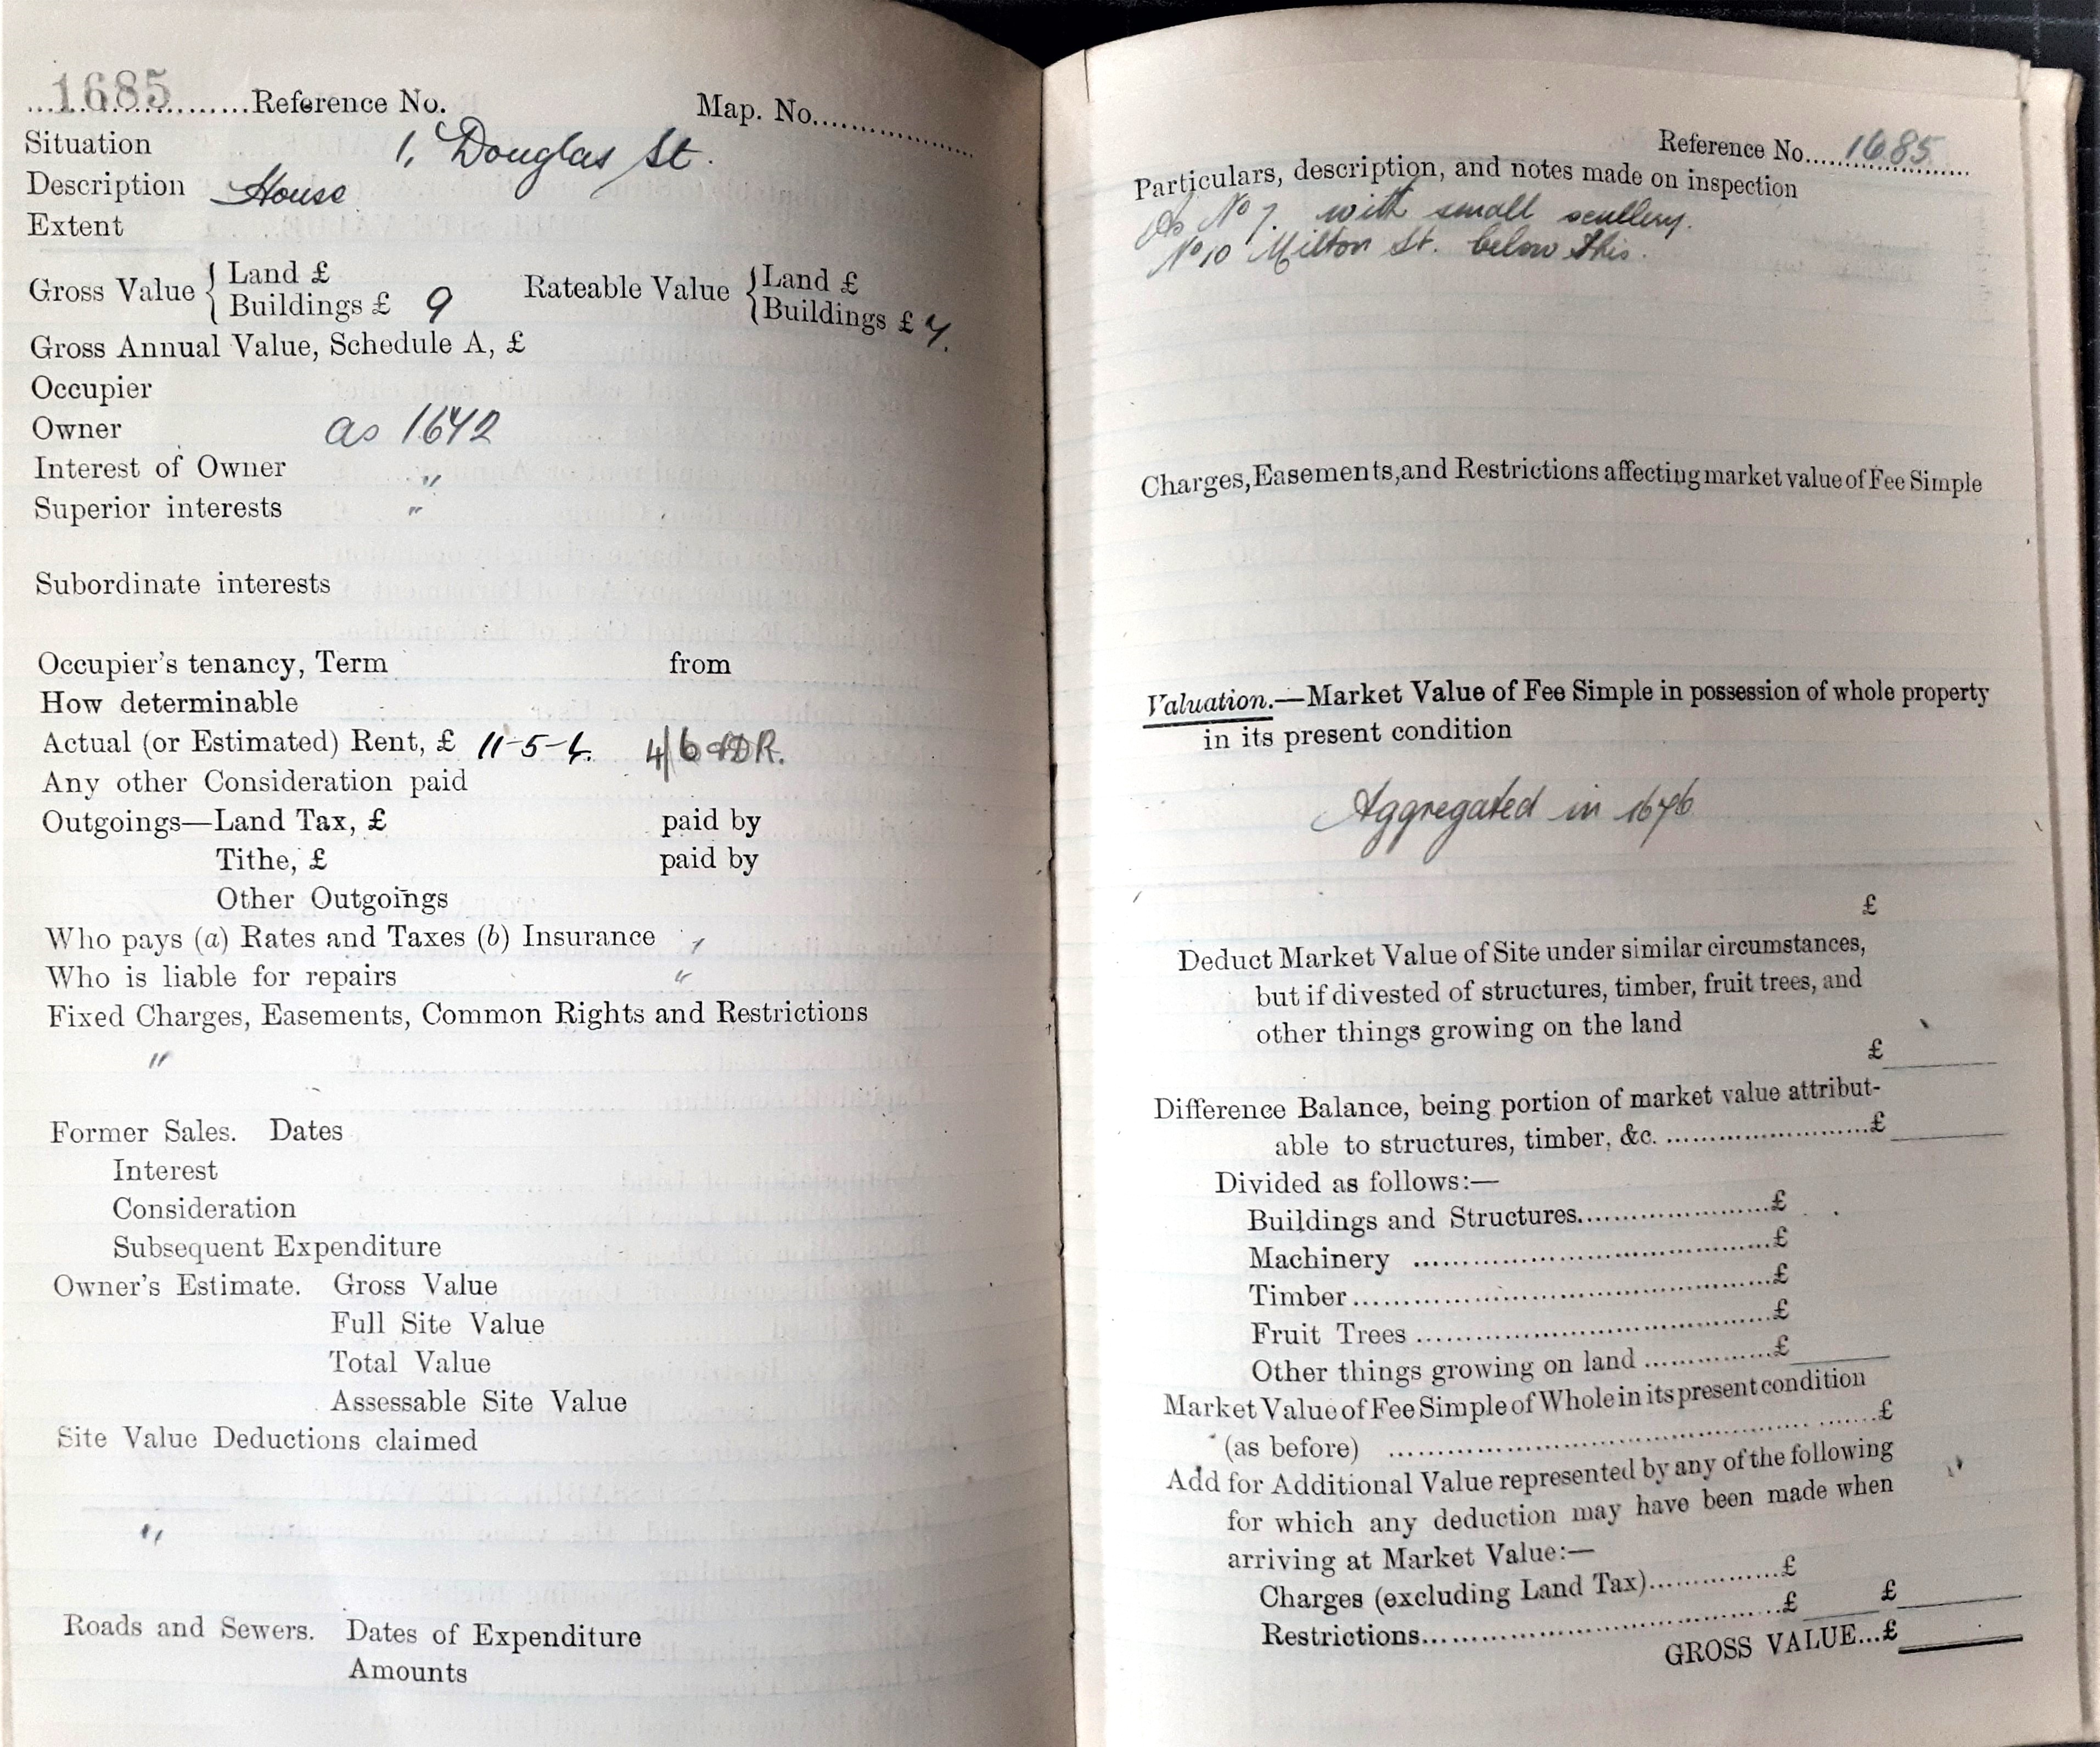 1685 Reference No. Map. No.
Situation 1, Douglas St.
Description House
Extent
Gross Value { Land £
Buildings £ 9
Rateable Value { Land £
Buildings £ 7.
Gross Annual Value, Schedule A, £
Occupier
Owner as 1642
Interest of Owner "
Superior interests "
Subordinate interests
Occupier's tenancy, Term from
How determinable
Actual (or Estimated) Rent, £ 11-5-4. 4/6
Any other Consideration paid
Outgoings—Land Tax, £ paid by
Tithe, £ paid by
Other Outgoings
Who pays (a) Rates and Taxes (b) Insurance "
Who is liable for repairs "
Fixed Charges, Easements, Common Rights and Restrictions
"
Former Sales. Dates
Interest
Consideration
Subsequent Expenditure
Owner's Estimate. Gross Value
Full Site Value
Total Value
Assessable Site Value
Site Value Deductions claimed
"
Roads and Sewers. Dates of Expenditure
Amounts
Reference No. 1685
Particulars, description, and notes made on inspection
As No 7. with small scullery.
No 10 Milton St. below this.
Charges, Easements, and Restrictions affecting market value of Fee Simple
Valuation.—Market Value of Fee Simple in possession of whole property
in its present condition
Aggregated in 1676
£
Deduct Market Value of Site under similar circumstances,
but if divested of structures, timber, fruit trees, and
other things growing on the land
£
Difference Balance, being portion of market value attribut-
able to structures, timber, &c. £
Divided as follows:—
Buildings and Structures £
Machinery £
Timber £
Fruit Trees £
Other things growing on land £
Market Value of Fee Simple of Whole in its present condition
(as before) £
Add for Additional Value represented by any of the following
for which any deduction may have been made when
arriving at Market Value:—
Charges (excluding Land Tax) £
Restrictions £ £
GROSS VALUE...£